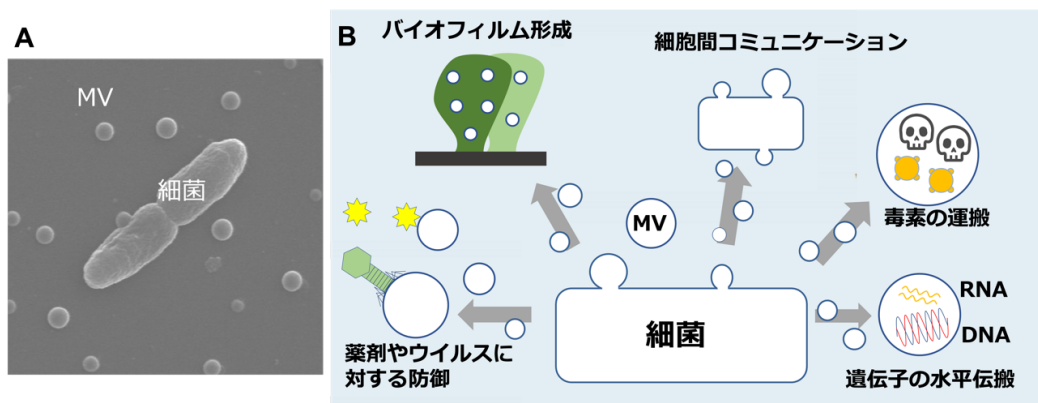 A
MV
細菌
B
バイオフィルム形成
細胞間コミュニケーション
毒素の運搬
MV
細菌
薬剤やウイルスに
対する防御
RNA
DNA
遺伝子の水平伝搬